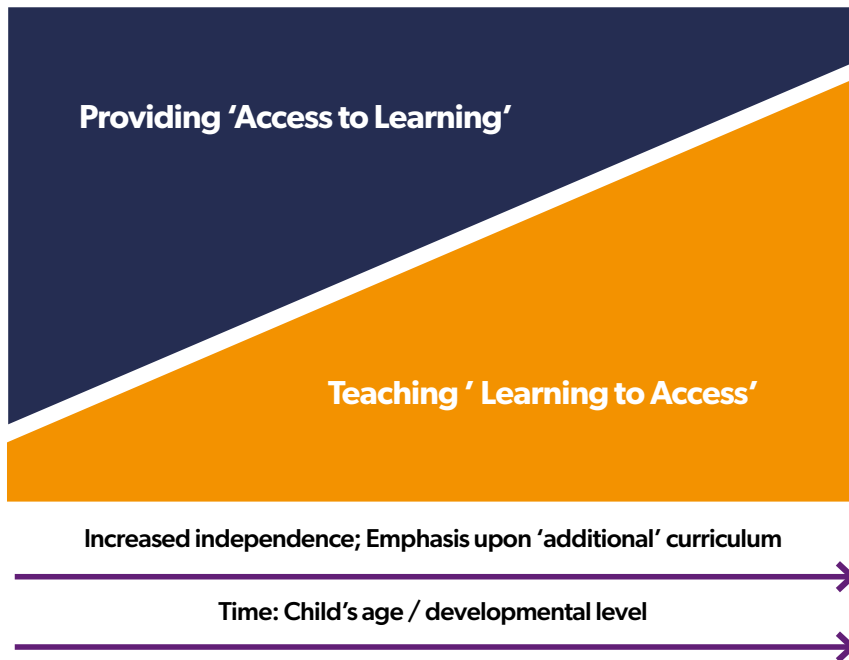 Providing ‘Access to Learning’
Teaching ’ Learning to Access’
Increased independence; Emphasis upon ‘additional’ curriculum
Time: Child’s age / developmental level